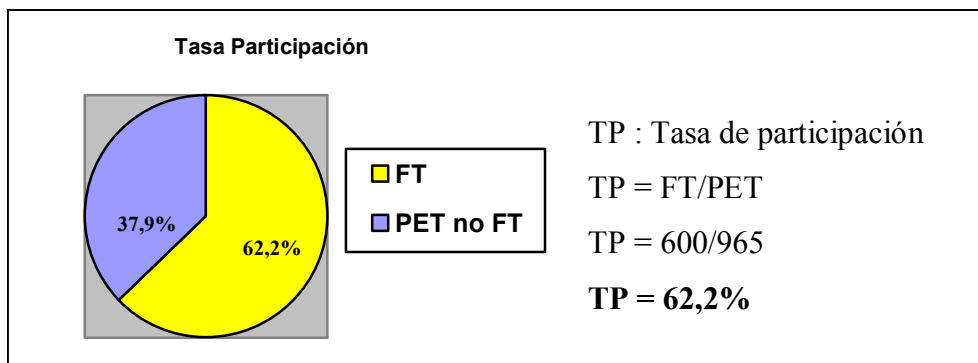 Tasa Participación
37,9%
62,2%
FT
PET no FT
TP : Tasa de participación
TP = FT/PET
TP = 600/965
TP = 62,2%